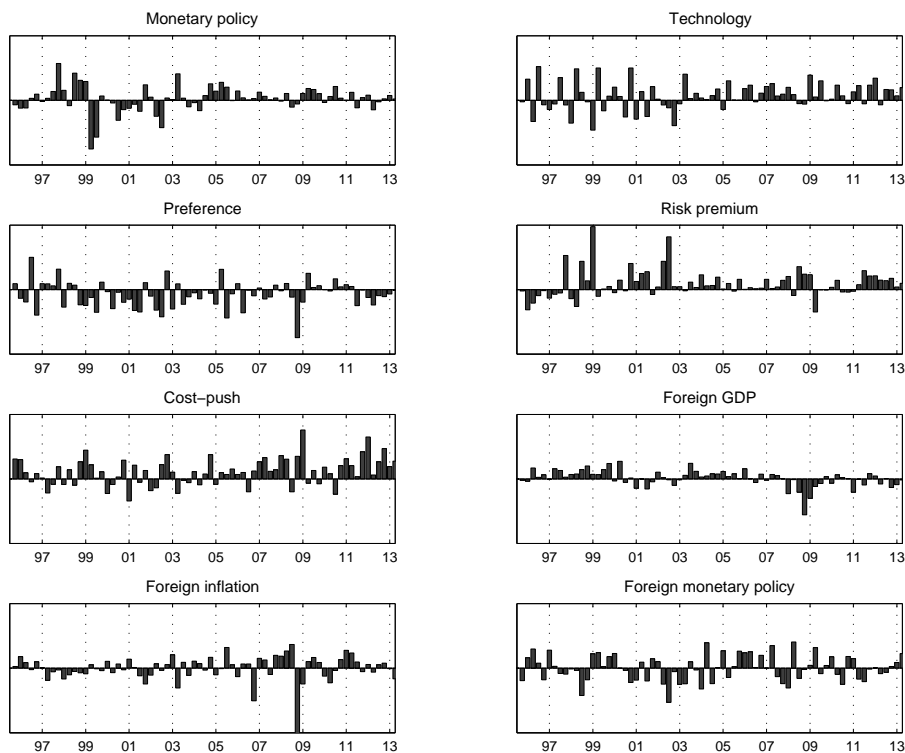 Monetary policy
97 99 01 03 05 07 09 11 13
Technology
97 99 01 03 05 07 09 11 13
Preference
97 99 01 03 05 07 09 11 13
Risk premium
97 99 01 03 05 07 09 11 13
Cost−push
97 99 01 03 05 07 09 11 13
Foreign GDP
97 99 01 03 05 07 09 11 13
Foreign inflation
97 99 01 03 05 07 09 11 13
Foreign monetary policy
97 99 01 03 05 07 09 11 13